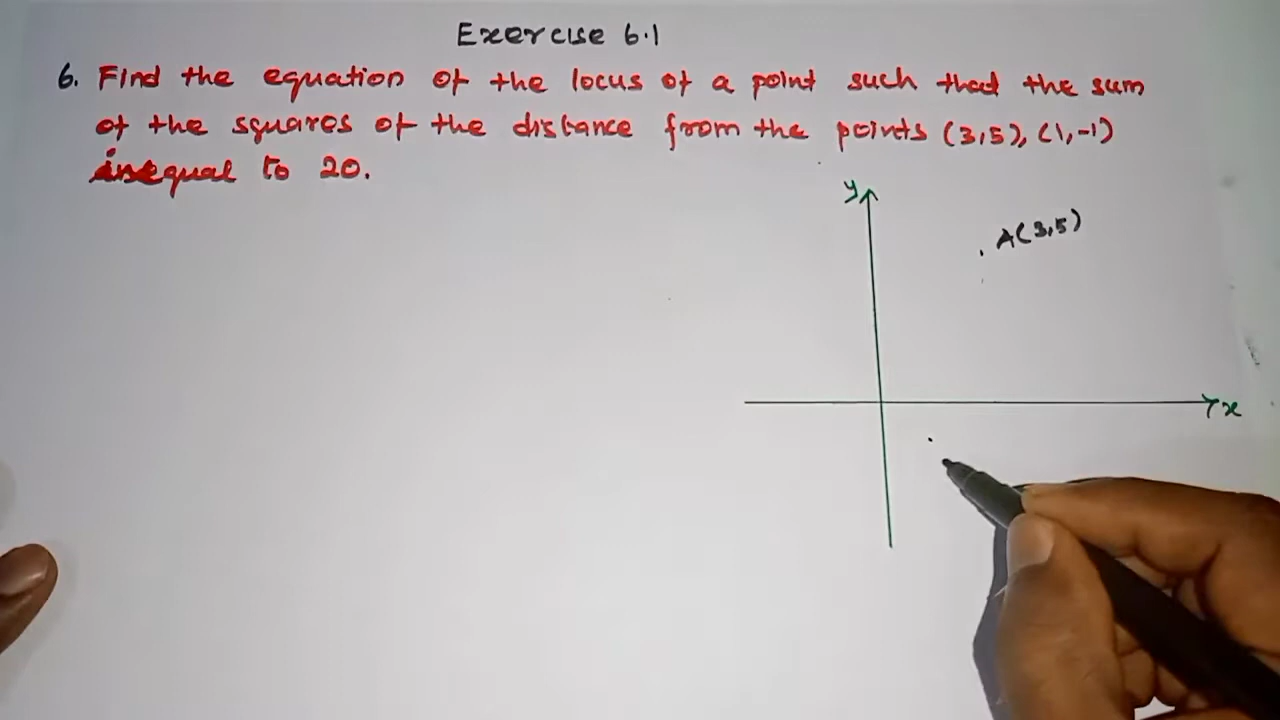 Exercise 6.1
6. Find the equation of the locus of a point such that the sum
of the squares of the distance from the points (3,5), (1,-1)
is equal to 20.
y
A(3,5)
x